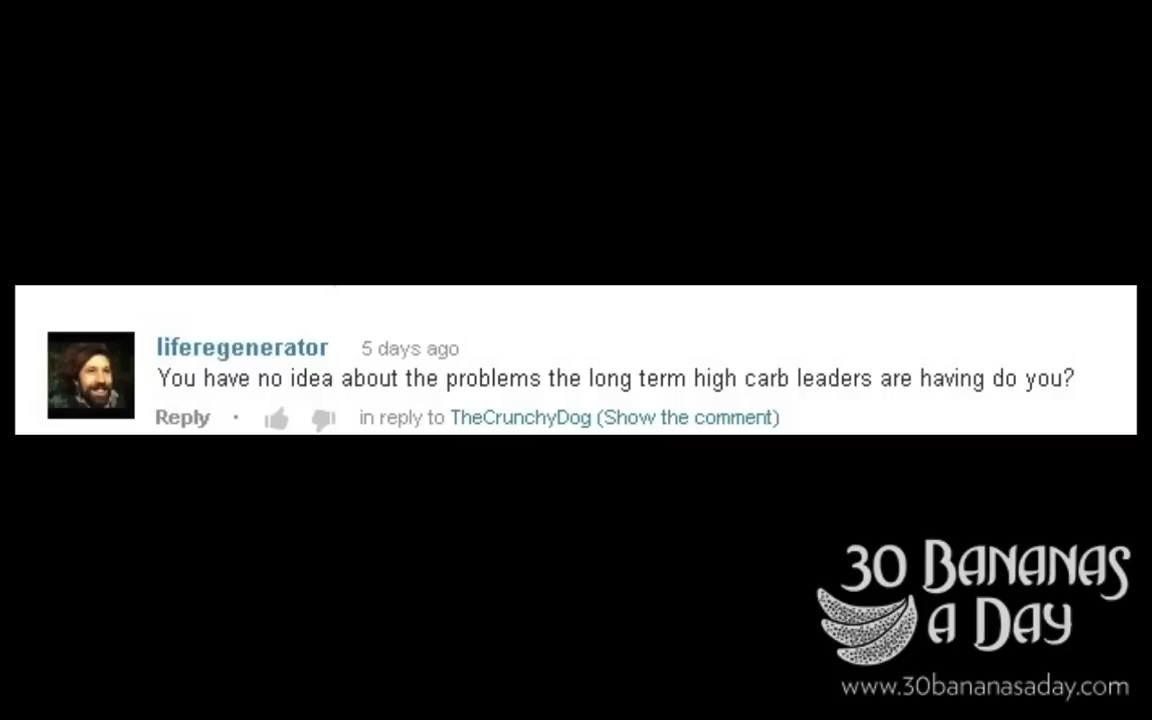 liferegenerator 5 days ago
You have no idea about the problems the long term high carb leaders are having do you?
Reply · in reply to TheCrunchyDog (Show the comment)
30 BANANAS
A DAY
www.30bananasaday.com